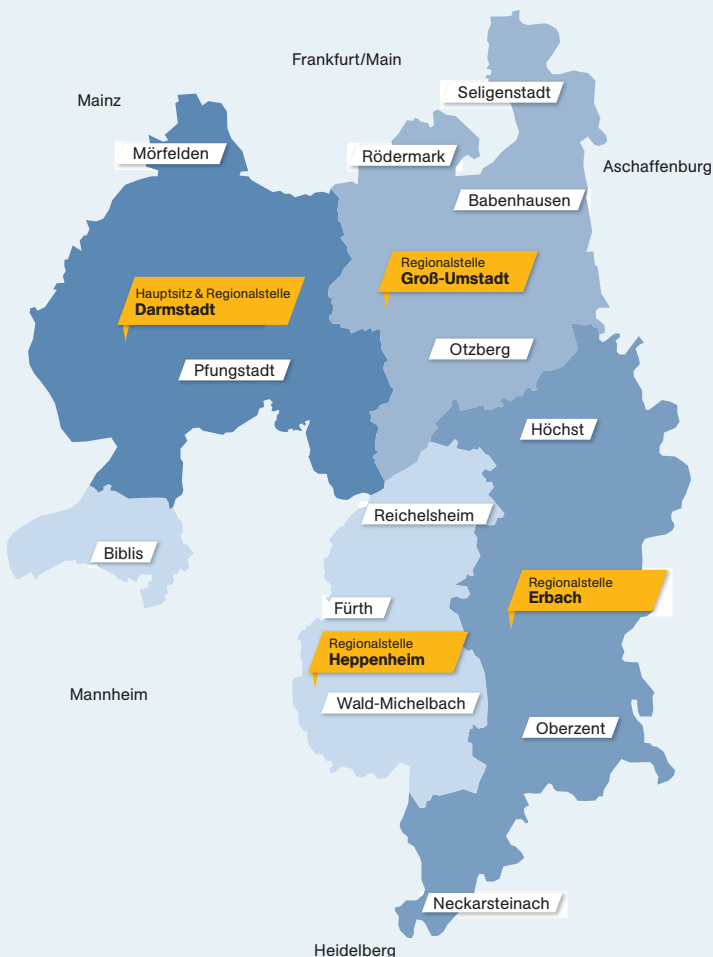 Frankfurt/Main
Seligenstadt
Mainz
Mörfelden
Rödermark
Aschaffenburg
Babenhausen
Regionalstelle
Groß-Umstadt
Hauptsitz & Regionalstelle
Darmstadt
Otzberg
Pfungstadt
Höchst
Reichelsheim
Biblis
Regionalstelle
Erbach
Fürth
Regionalstelle
Heppenheim
Mannheim
Wald-Michelbach
Oberzent
Neckarsteinach
Heidelberg